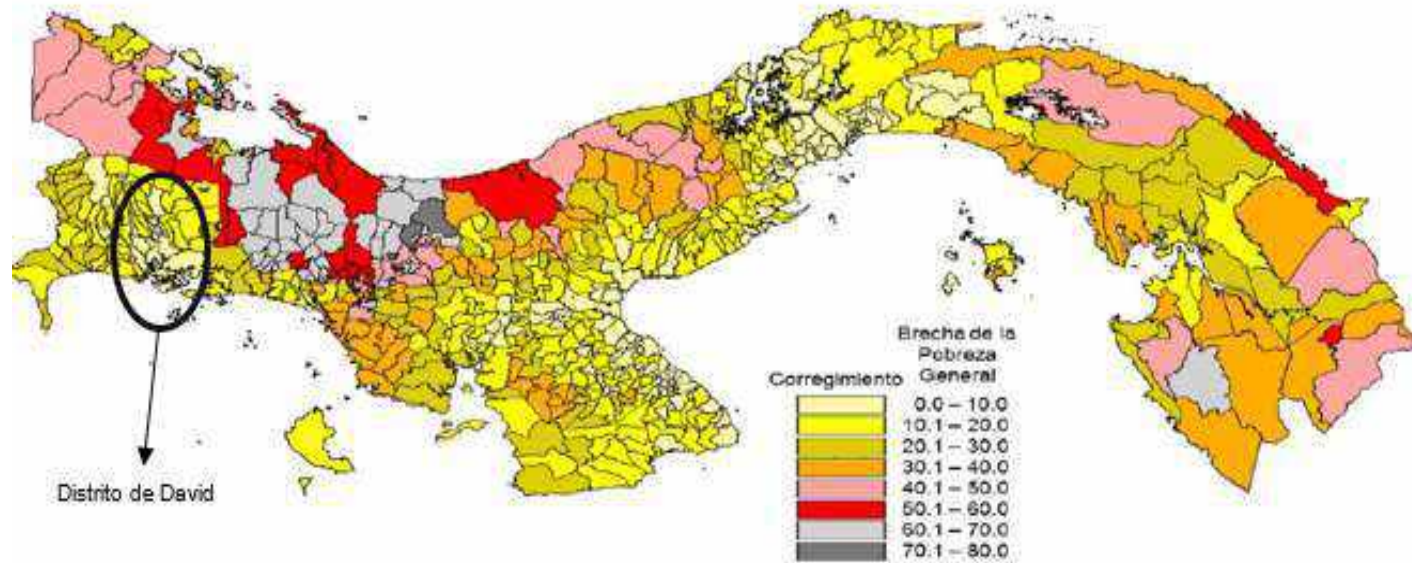 Distrito de David
Brecha de la
Pobreza
Corregimiento General
0.0 – 10.0
10.1 – 20.0
20.1 – 30.0
30.1 – 40.0
40.1 – 50.0
50.1 – 60.0
60.1 – 70.0
70.1 – 80.0